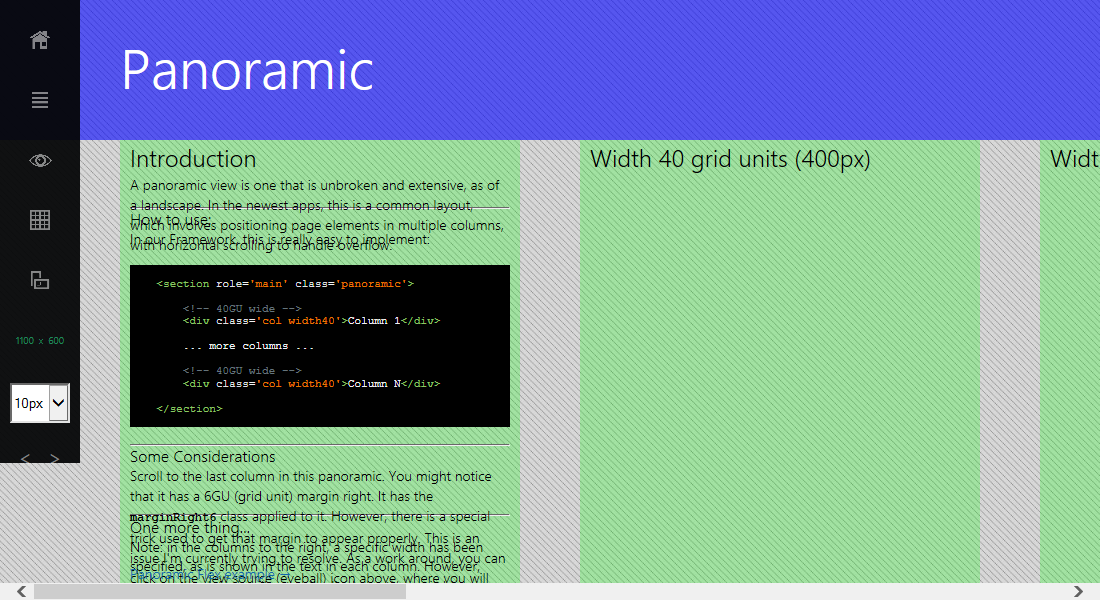 Panoramic
Introduction
A panoramic view is one that is unbroken and extensive, as of
a landscape. In the newest apps, this is a common layout,
How to use:
which involves positioning page elements in multiple columns,
In our Framework, this is really easy to implement:
with horizontal scrolling to handle overflow.
<section role='main' class='panoramic'>
<!-- 40GU wide -->
<div class='col width40'>Column 1</div>
... more columns ...
<!-- 40GU wide -->
<div class='col width40'>Column N</div>
</section>
Some Considerations
Scroll to the last column in this panoramic. You might notice
that it has a 6GU (grid unit) margin right. It has the
marginRight6 class applied to it. However, there is a special
One more thing...
trick used to get that margin to appear properly. This is an
Note: in the columns to the right, a specific width has been
issue I'm currently trying to resolve. As a work around, you can
specified, as is shown in the text in each column. However,
Panoramic Flex example
click on the view source (eyeball) icon above, where you will
Width 40 grid units (400px)
Widt
1100 x 600
10px
< >